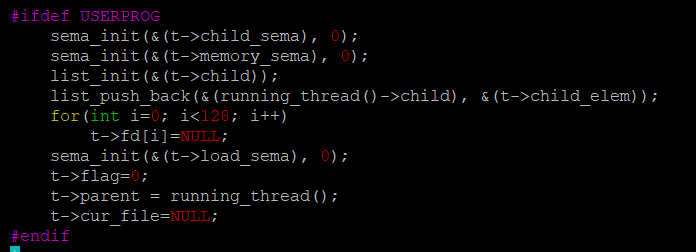 #ifdef USERPROG
    sema_init(&(t->child_sema), 0);
    sema_init(&(t->memory_sema), 0);
    list_init(&(t->child));
    list_push_back(&(running_thread()->child), &(t->child_elem));
    for(int i=0; i<128; i++)
        t->fd[i]=NULL;
    sema_init(&(t->load_sema), 0);
    t->flag=0;
    t->parent = running_thread();
    t->cur_file=NULL;
#endif